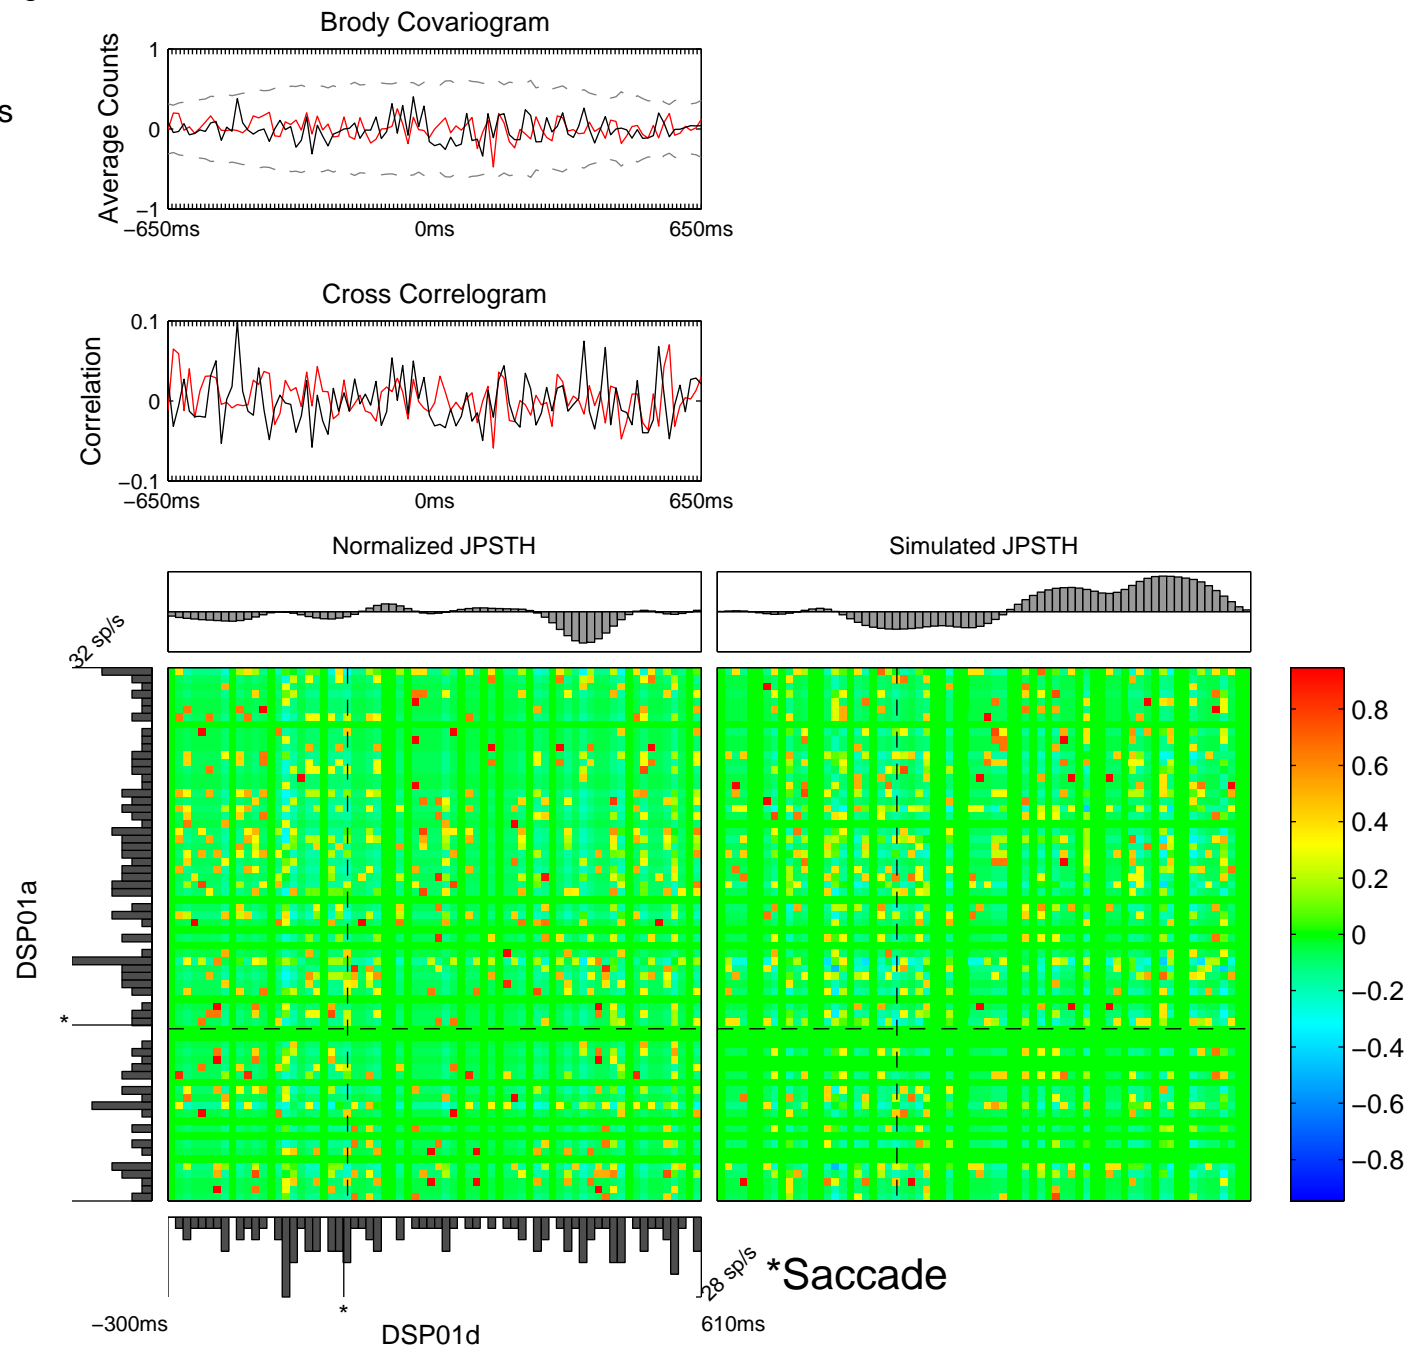 g
Brody Covariogram
Average Counts
1
0
−1
s
−650ms
0ms
650ms
Cross Correlogram
Correlation
0.1
0
−0.1
−650ms
0ms
650ms
Normalized JPSTH
Simulated JPSTH
32 sp/s
DSP01a
*
0.8
0.6
0.4
0.2
0
−0.2
−0.4
−0.6
−0.8
28 sp/s
*Saccade
*
−300ms
DSP01d
610ms